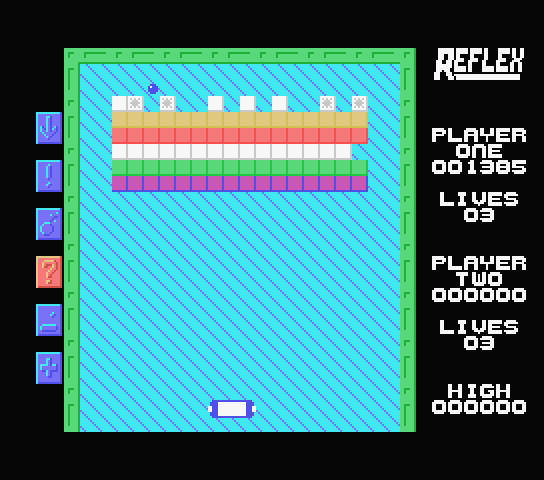 REFLEX
PLAYER
ONE
001385
LIVES
03
PLAYER
TWO
000000
LIVES
03
HIGH
000000
!
?